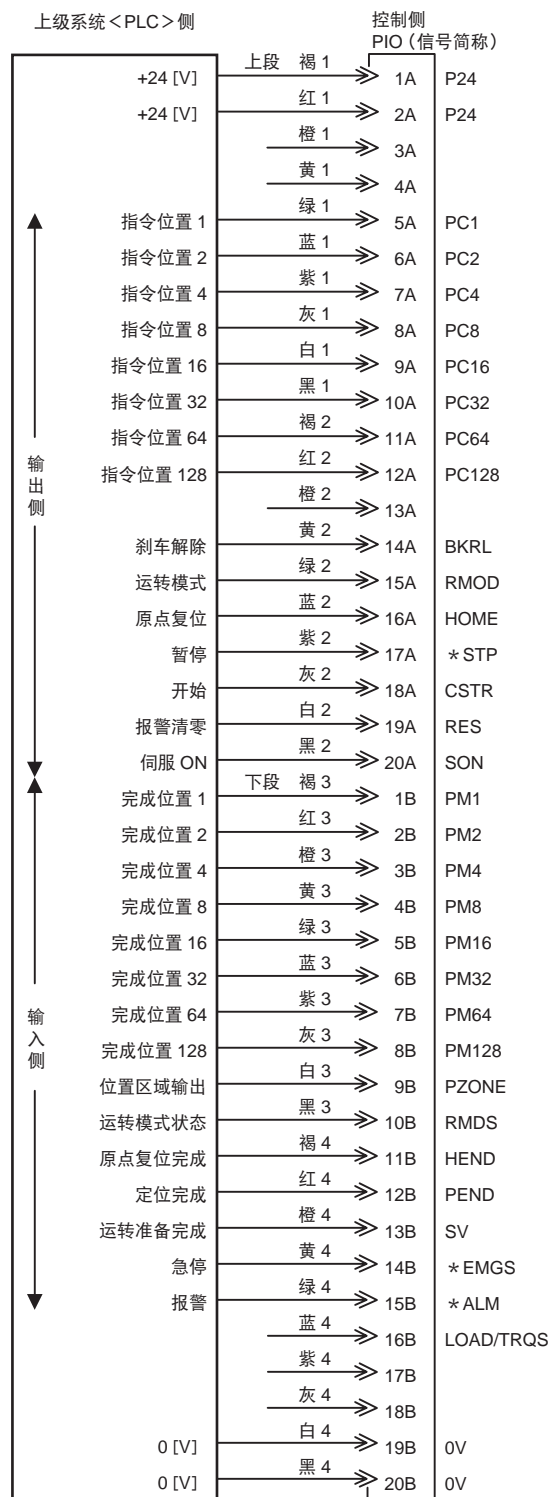 上级系统＜PLC＞侧 控制侧
PIO（信号简称）
+24 [V] 上段 褐 1 1A P24
+24 [V] 红 1 2A P24
橙 1 3A
黄 1 4A
指令位置 1 绿 1 5A PC1
指令位置 2 蓝 1 6A PC2
指令位置 4 紫 1 7A PC4
指令位置 8 灰 1 8A PC8
指令位置 16 白 1 9A PC16
指令位置 32 黑 1 10A PC32
指令位置 64 褐 2 11A PC64
指令位置 128 红 2 12A PC128
输出侧
橙 2 13A
刹车解除 黄 2 14A BKRL
运转模式 绿 2 15A RMOD
原点复位 蓝 2 16A HOME
暂停 紫 2 17A ＊STP
开始 灰 2 18A CSTR
报警清零 白 2 19A RES
伺服 ON 黑 2 20A SON
完成位置 1 下段 褐 3 1B PM1
完成位置 2 红 3 2B PM2
完成位置 4 橙 3 3B PM4
完成位置 8 黄 3 4B PM8
完成位置 16 绿 3 5B PM16
完成位置 32 蓝 3 6B PM32
完成位置 64 紫 3 7B PM64
输入侧
完成位置 128 灰 3 8B PM128
位置区域输出 白 3 9B PZONE
运转模式状态 黑 3 10B RMDS
原点复位完成 褐 4 11B HEND
定位完成 红 4 12B PEND
运转准备完成 橙 4 13B SV
急停 黄 4 14B ＊EMGS
报警 绿 4 15B ＊ALM
蓝 4 16B LOAD/TRQS
紫 4 17B
灰 4 18B
0 [V] 白 4 19B 0V
0 [V] 黑 4 20B 0V